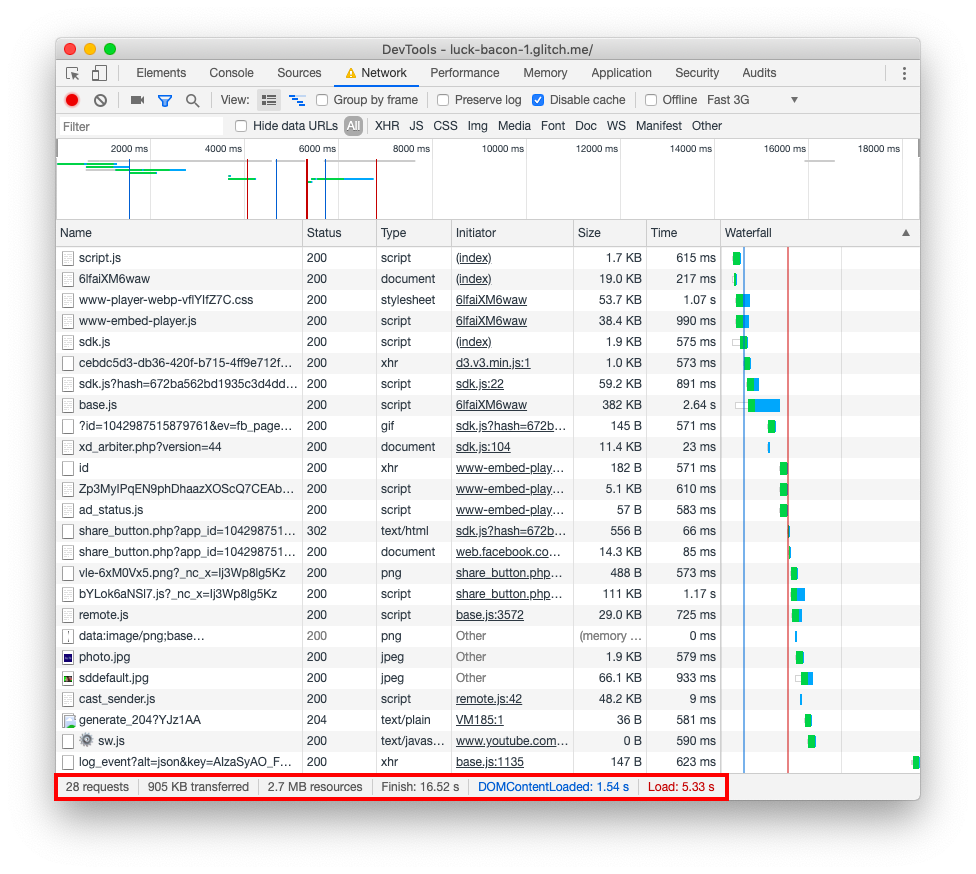 DevTools - luck-bacon-1.glitch.me/
Elements Console Sources Network Performance Memory Application Security Audits
View: Group by frame Preserve log Disable cache Offline Fast 3G
Filter Hide data URLs All XHR JS CSS Img Media Font Doc WS Manifest Other
2000 ms 4000 ms 6000 ms 8000 ms 10000 ms 12000 ms 14000 ms 16000 ms 18000 ms
Name Status Type Initiator Size Time Waterfall
script.js 200 script (index) 1.7 KB 615 ms
6lfaiXM6waw 200 document (index) 19.0 KB 217 ms
www-player-webp-vflYIfZ7C.css 200 stylesheet 6lfaiXM6waw 53.7 KB 1.07 s
www-embed-player.js 200 script 6lfaiXM6waw 38.4 KB 990 ms
sdk.js 200 script (index) 1.9 KB 575 ms
cebdc5d3-db36-420f-b715-4ff9e712f… 200 xhr d3.v3.min.js:1 1.0 KB 573 ms
sdk.js?hash=672ba562bd1935c3d4dd… 200 script sdk.js:22 59.2 KB 891 ms
base.js 200 script 6lfaiXM6waw 382 KB 2.64 s
?id=1042987515879761&ev=fb_page… 200 gif sdk.js?hash=672b… 145 B 571 ms
xd_arbiter.php?version=44 200 document sdk.js:104 11.4 KB 23 ms
id 200 xhr www-embed-play… 182 B 571 ms
Zp3MyIPqEN9phDhaazXOScQ7CEAb… 200 script www-embed-play… 5.1 KB 610 ms
ad_status.js 200 script www-embed-play… 57 B 583 ms
share_button.php?app_id=104298751… 302 text/html sdk.js?hash=672b… 556 B 66 ms
share_button.php?app_id=104298751… 200 document web.facebook.co… 14.3 KB 85 ms
vle-6xM0Vx5.png?_nc_x=Ij3Wp8lg5Kz 200 png share_button.php… 488 B 573 ms
bYLok6aNSl7.js?_nc_x=Ij3Wp8lg5Kz 200 script share_button.php… 111 KB 1.17 s
remote.js 200 script base.js:3572 29.0 KB 725 ms
data:image/png;base… 200 png Other (memory … 0 ms
photo.jpg 200 jpeg Other 1.9 KB 579 ms
sddefault.jpg 200 jpeg Other 66.1 KB 933 ms
cast_sender.js 200 script remote.js:42 48.2 KB 9 ms
generate_204?YJz1AA 204 text/plain VM185:1 36 B 581 ms
sw.js 200 text/javas… www.youtube.com… 0 B 590 ms
log_event?alt=json&key=AIzaSyAO_F… 200 xhr base.js:1135 147 B 623 ms
28 requests 905 KB transferred 2.7 MB resources Finish: 16.52 s DOMContentLoaded: 1.54 s Load: 5.33 s